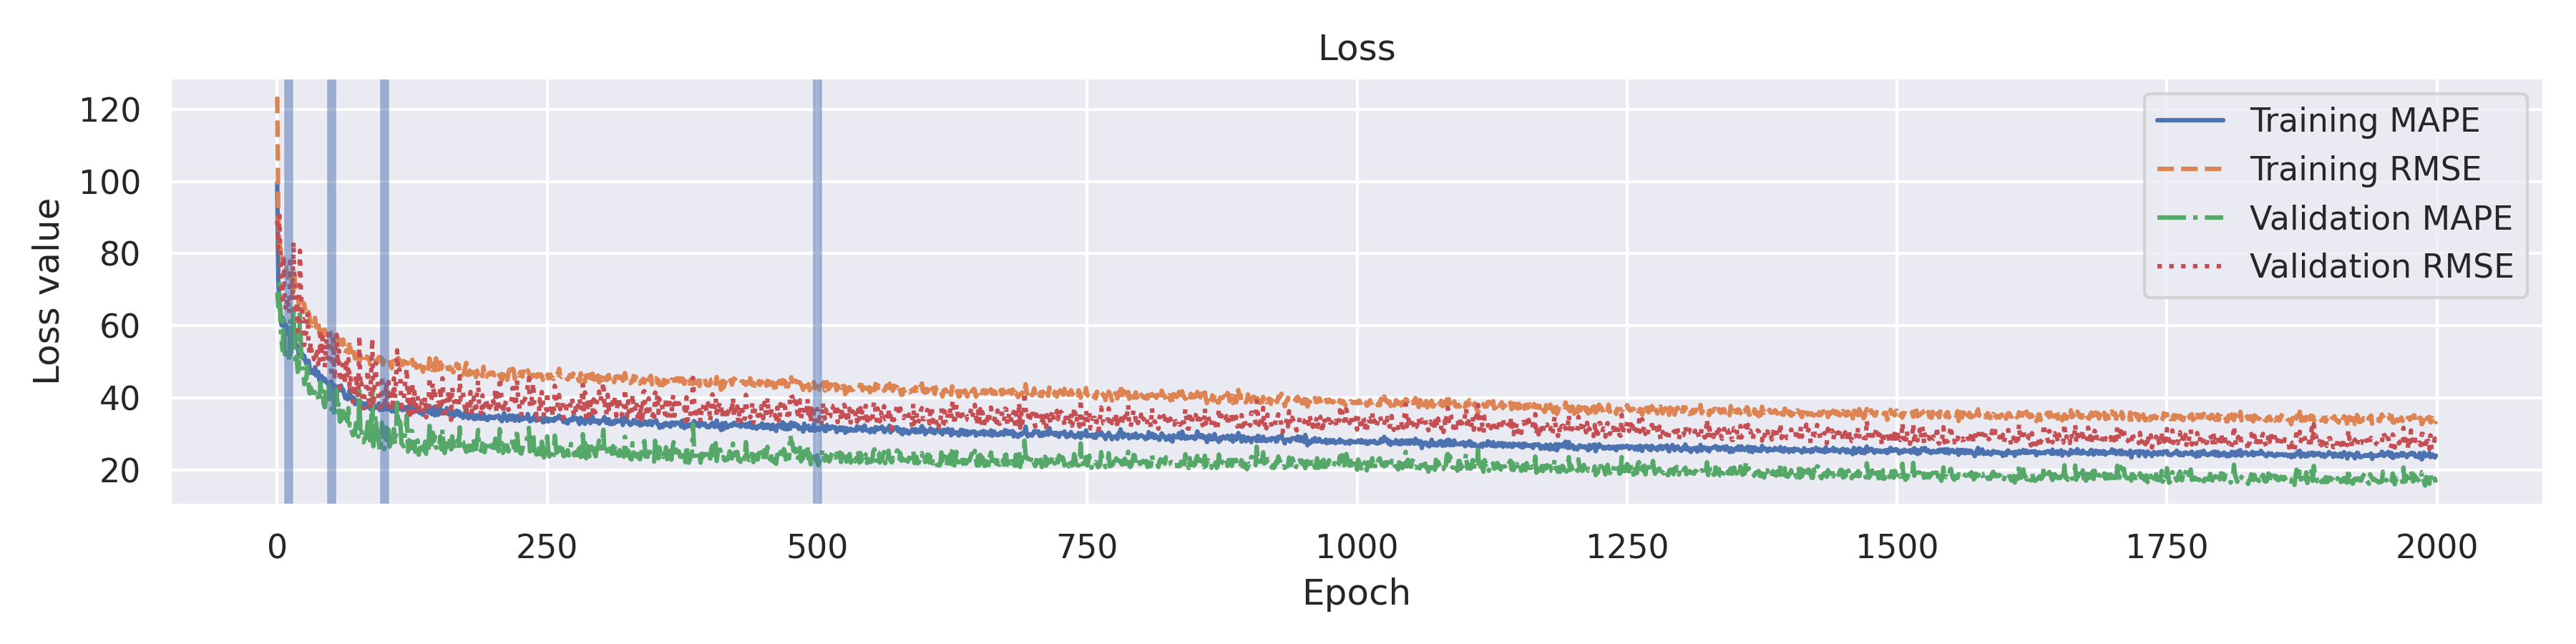 Loss
120
100
80
60
40
20
Loss value
0 250 500 750 1000 1250 1500 1750 2000
Epoch
Training MAPE
Training RMSE
Validation MAPE
Validation RMSE